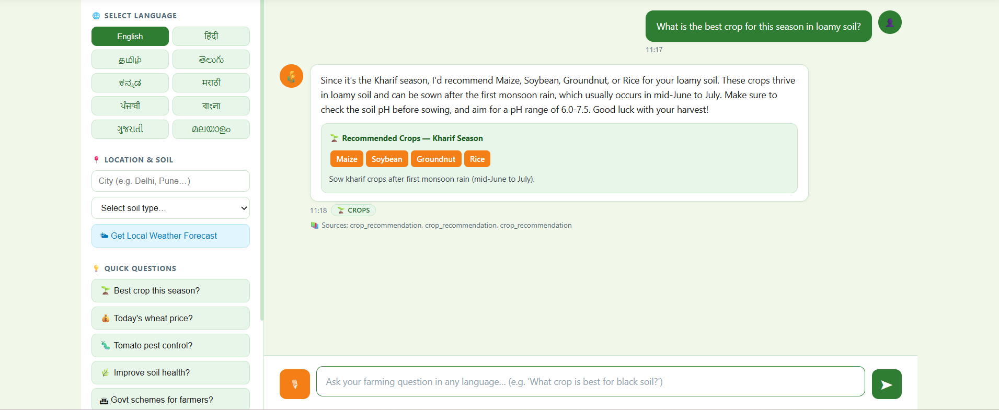 SELECT LANGUAGE
English
हिंदी
தமிழ்
తెలుగు
ಕನ್ನಡ
मराठी
ਪੰਜਾਬੀ
বাংলা
ગુજરાતી
മലയാളം
LOCATION & SOIL
City (e.g. Delhi, Pune...)
Select soil type...
Get Local Weather Forecast
QUICK QUESTIONS
Best crop this season?
Today's wheat price?
Tomato pest control?
Improve soil health?
Govt schemes for farmers?
What is the best crop for this season in loamy soil?
11:17
Since it's the Kharif season, I'd recommend Maize, Soybean, Groundnut, or Rice for your loamy soil. These crops thrive
in loamy soil and can be sown after the first monsoon rain, which usually occurs in mid-June to July. Make sure to
check the soil pH before sowing, and aim for a pH range of 6.0-7.5. Good luck with your harvest!
Recommended Crops — Kharif Season
Maize Soybean Groundnut Rice
Sow kharif crops after first monsoon rain (mid-June to July).
11:18 CROPS
Sources: crop_recommendation, crop_recommendation, crop_recommendation
Ask your farming question in any language... (e.g. 'What crop is best for black soil?')